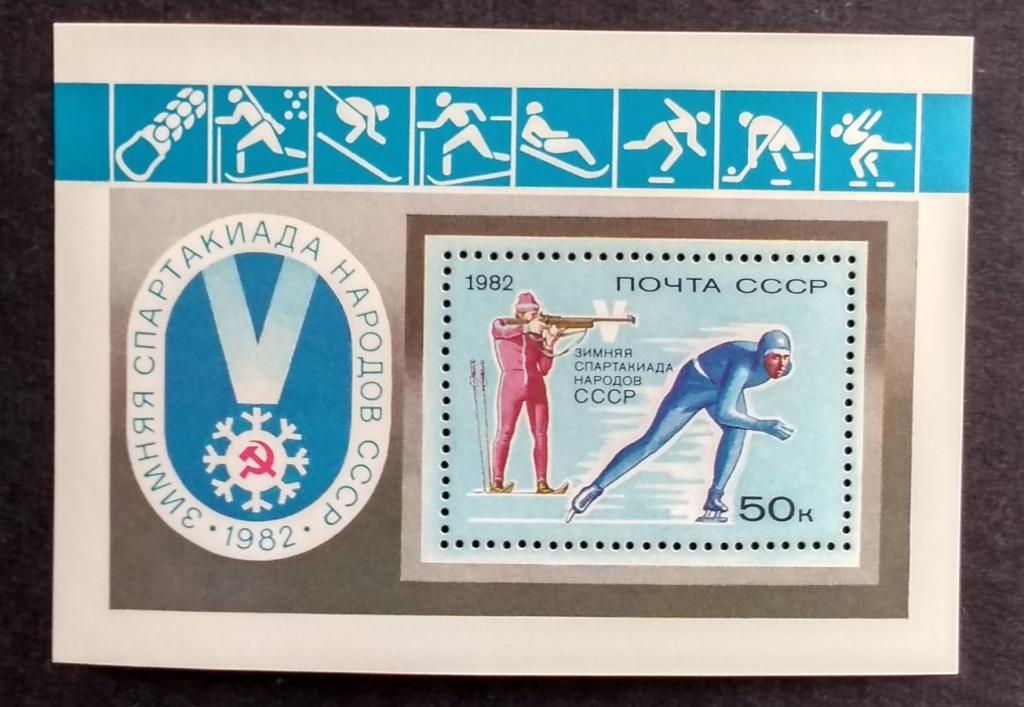 ЗИМНЯЯ СПАРТАКИАДА НАРОДОВ СССР
• 1982 •
V
1982 ПОЧТА СССР
V
ЗИМНЯЯ
СПАРТАКИАДА
НАРОДОВ
СССР
50к